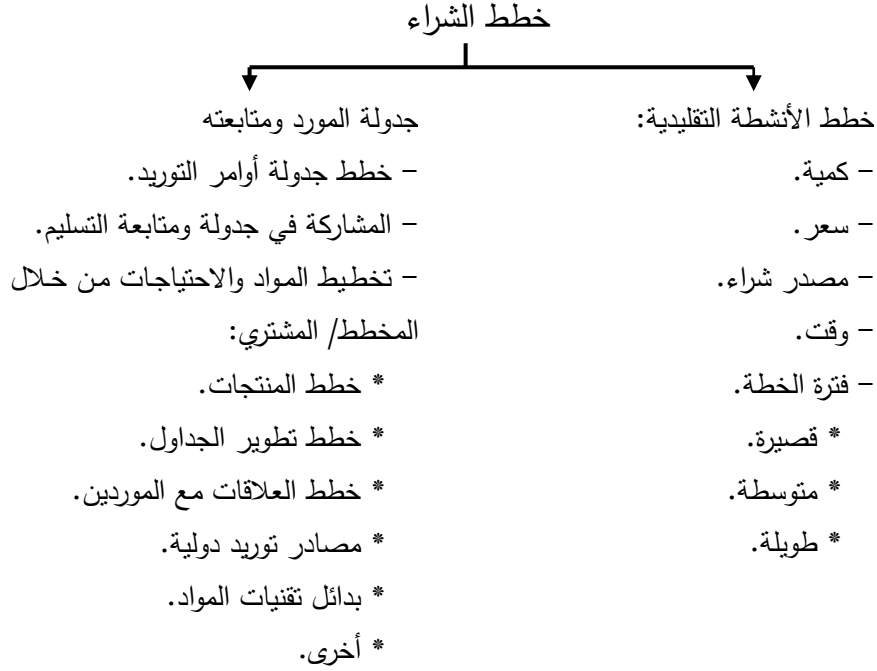 خطط الشراء
خطط الأنشطة التقليدية:
– كمية.
– سعر.
– مصدر شراء.
– وقت.
– فترة الخطة.
* قصيرة.
* متوسطة.
* طويلة.
جدولة المورد ومتابعته
– خطط جدولة أوامر التوريد.
– المشاركة في جدولة ومتابعة التسليم.
– تخطيط المواد والاحتياجات من خلال
المخطط/ المشتري:
* خطط المنتجات.
* خطط تطوير الجداول.
* خطط العلاقات مع الموردين.
* مصادر توريد دولية.
* بدائل تقنيات المواد.
* أخرى.